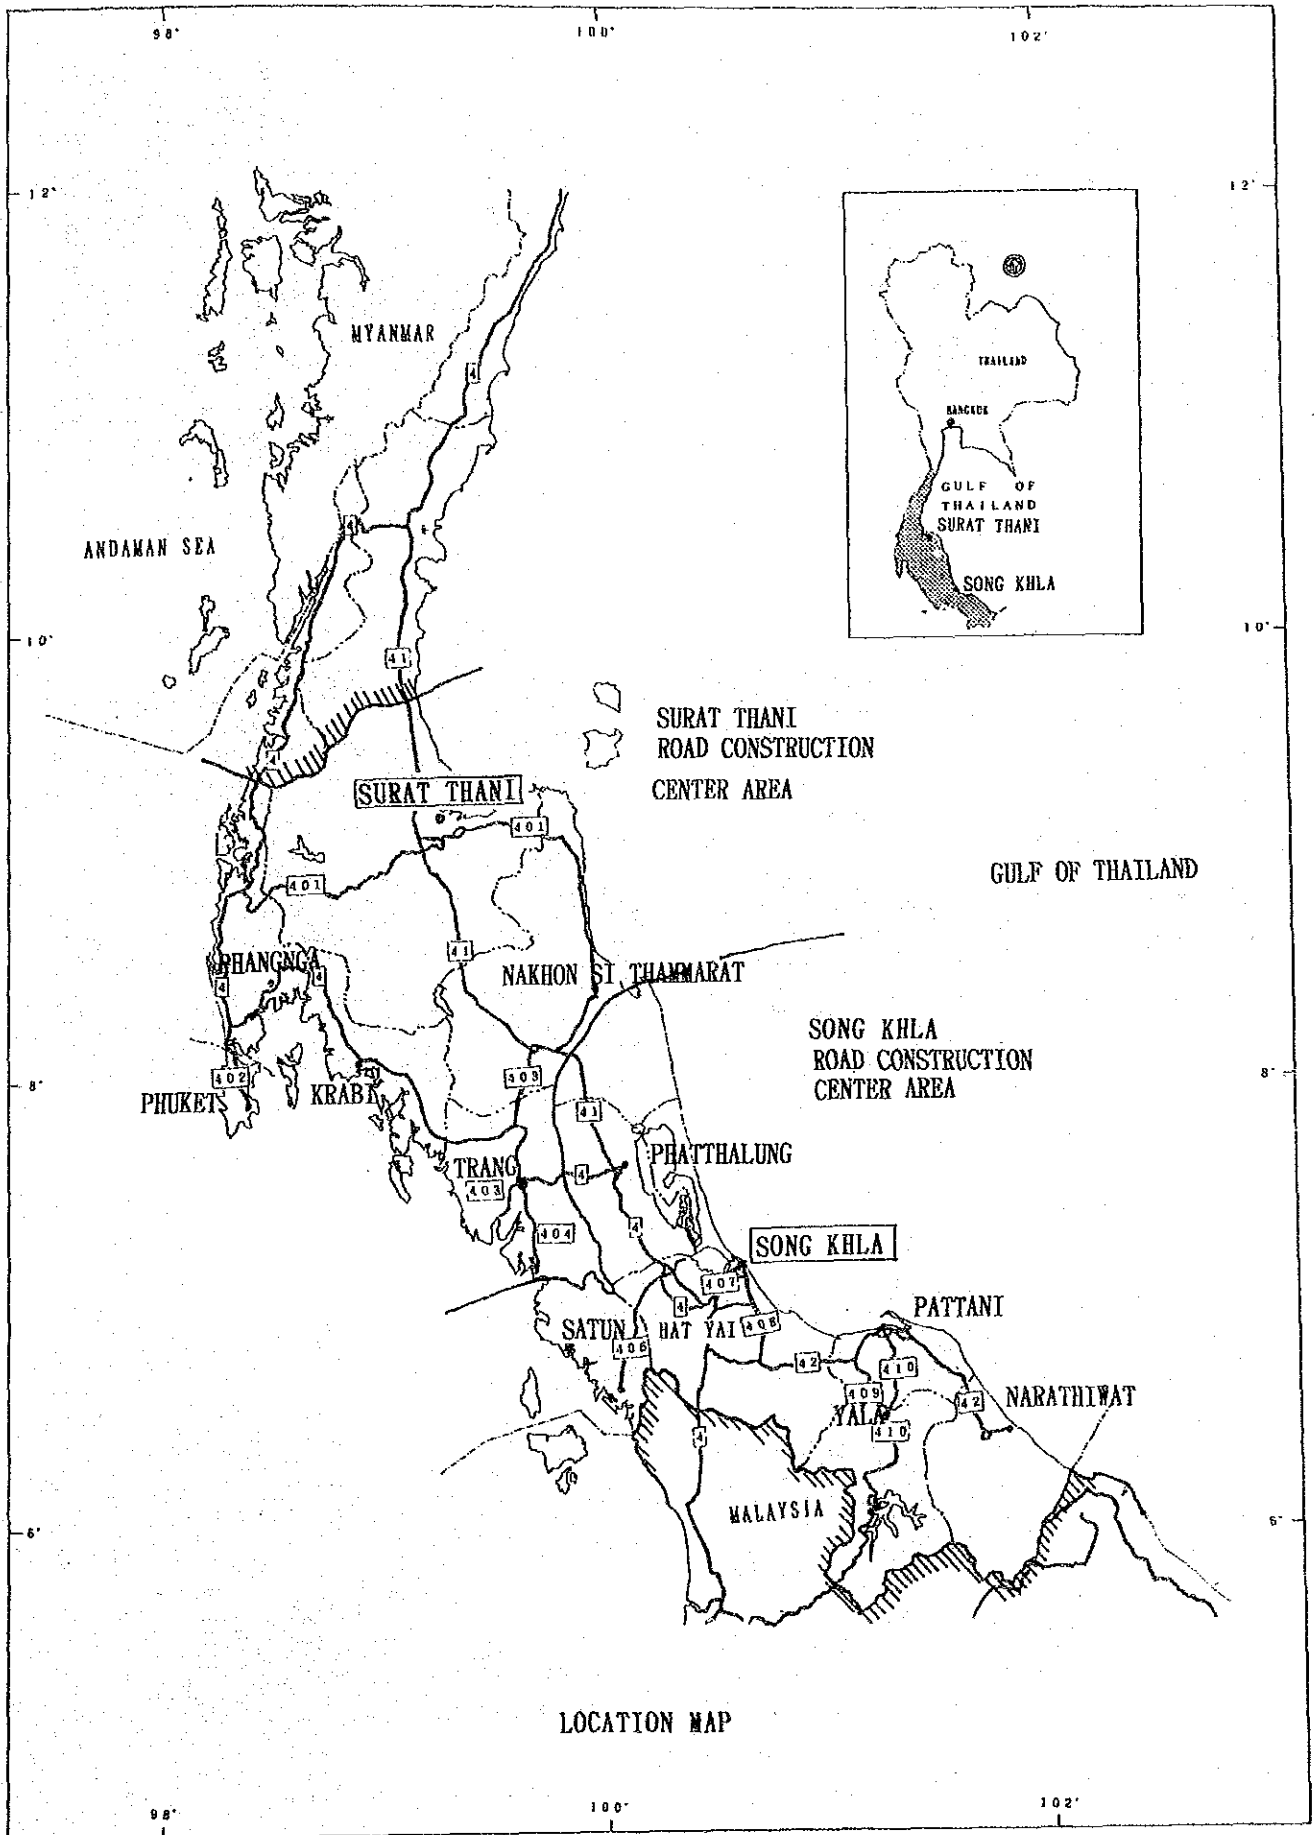 98°
100°
102°
12°
12°
MYANMAR
4
THAILAND
BANGKOK
GULF OF
THAILAND
SURAT THANI
SONG KHLA
4
ANDAMAN SEA
10°
10°
41
SURAT THANI
ROAD CONSTRUCTION
CENTER AREA
SURAT THANI
401
401
GULF OF THAILAND
41
PHANGNGA
4
4
NAKHON SI THAMMARAT
SONG KHLA
ROAD CONSTRUCTION
CENTER AREA
8°
8°
402
PHUKET
KRABI
403
41
PHATTHALUNG
TRANG
403
4
404
4
SONG KHLA
407
4
408
PATTANI
SATUN
HAT YAI
406
42
410
409
42
NARATHIWAT
YALA
410
4
MALAYSIA
6°
6°
LOCATION MAP
98°
100°
102°